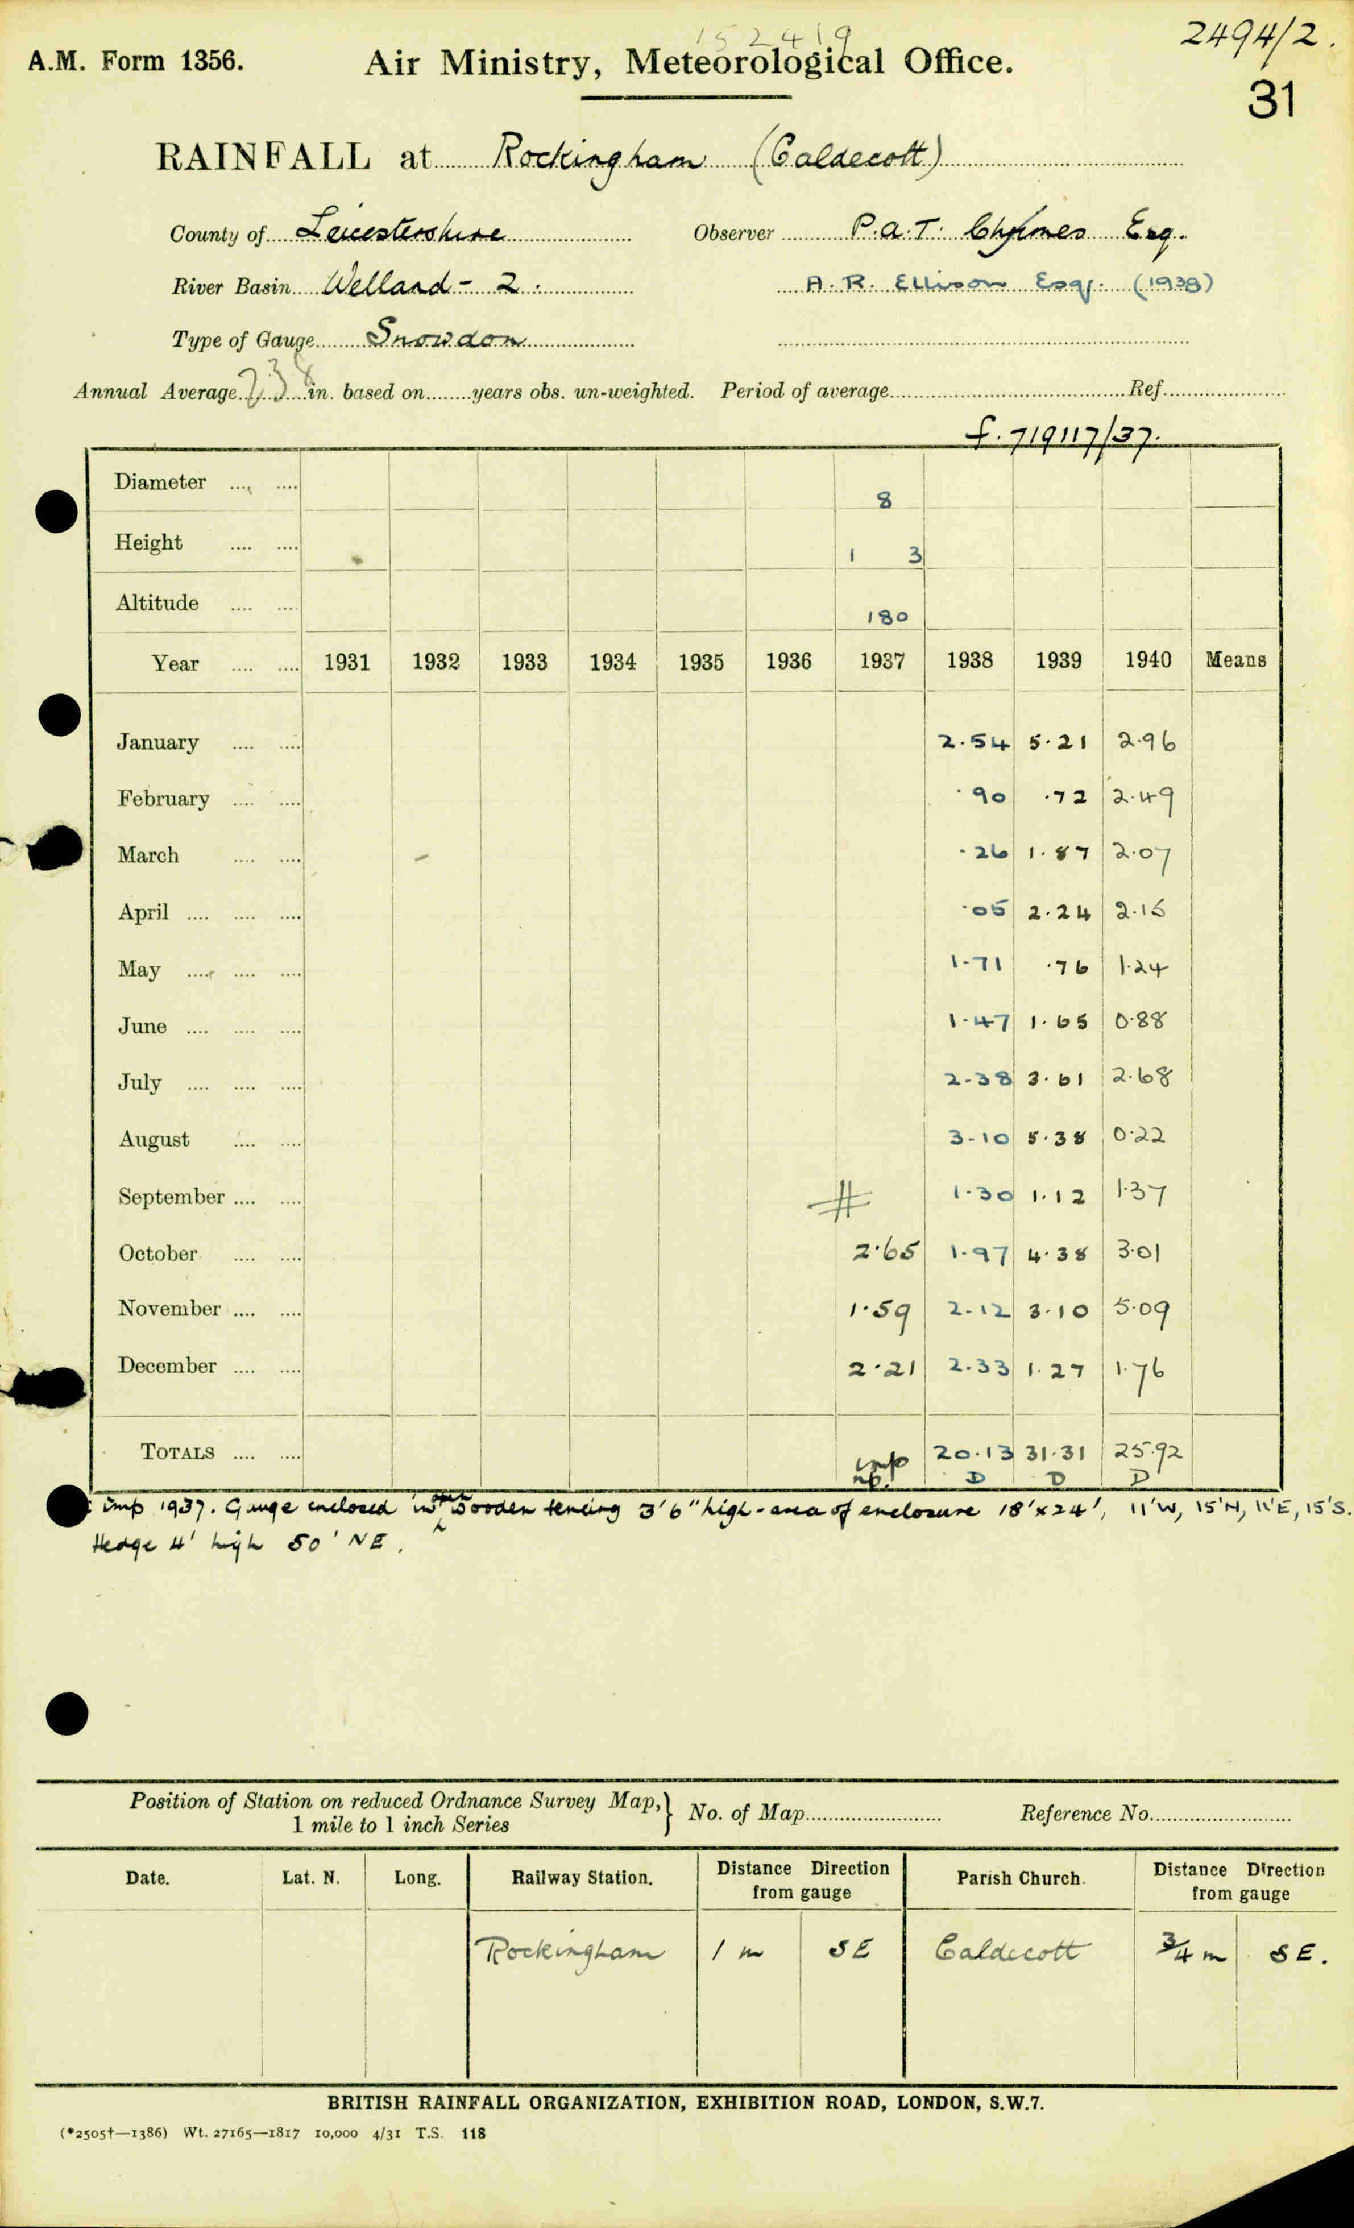 152419
2494/2.
A.M. Form 1356. Air Ministry, Meteorological Office.
31
RAINFALL at Rockingham (Caldecott)
County of Leicestershire Observer P.A.T. Esq.
River Basin Welland - 2. A. R. Ellison Esq. (1938)
Type of Gauge Snowdon
Annual Average 23.8 in. based on years obs. un-weighted. Period of average Ref.
f. 719117/37.
Diameter 8
Height 1 3
Altitude 180
Year 1931 1932 1933 1934 1935 1936 1937 1938 1939 1940 Means
January 2.54 5.21 2.96
February .90 .72 2.49
March .26 1.87 2.07
April .05 2.24 2.15
May 1.71 .76 1.24
June 1.47 1.65 0.88
July 2.38 3.61 2.68
August 3.10 5.38 0.22
September # 1.30 1.12 1.37
October 2.65 1.97 4.38 3.01
November 1.59 2.12 3.10 5.09
December 2.21 2.33 1.27 1.76
TOTALS imp 20.13 31.31 25.92
np. D D D
imp 1937. Gauge enclosed in open wooden fencing 3'6" high - area of enclosure 18'x24', 11'W, 15'N, 11'E, 15'S.
Hedge 4' high 50' NE.
Position of Station on reduced Ordnance Survey Map, } No. of Map Reference No.
1 mile to 1 inch Series
Date. Lat. N. Long. Railway Station. Distance Direction from gauge Parish Church. Distance Direction from gauge
Rockingham 1 m SE Caldecott 3/4 m SE.
BRITISH RAINFALL ORGANIZATION, EXHIBITION ROAD, LONDON, S.W.7.
(*2505†—1386) Wt. 27165—1817 10,000 4/31 T.S. 118